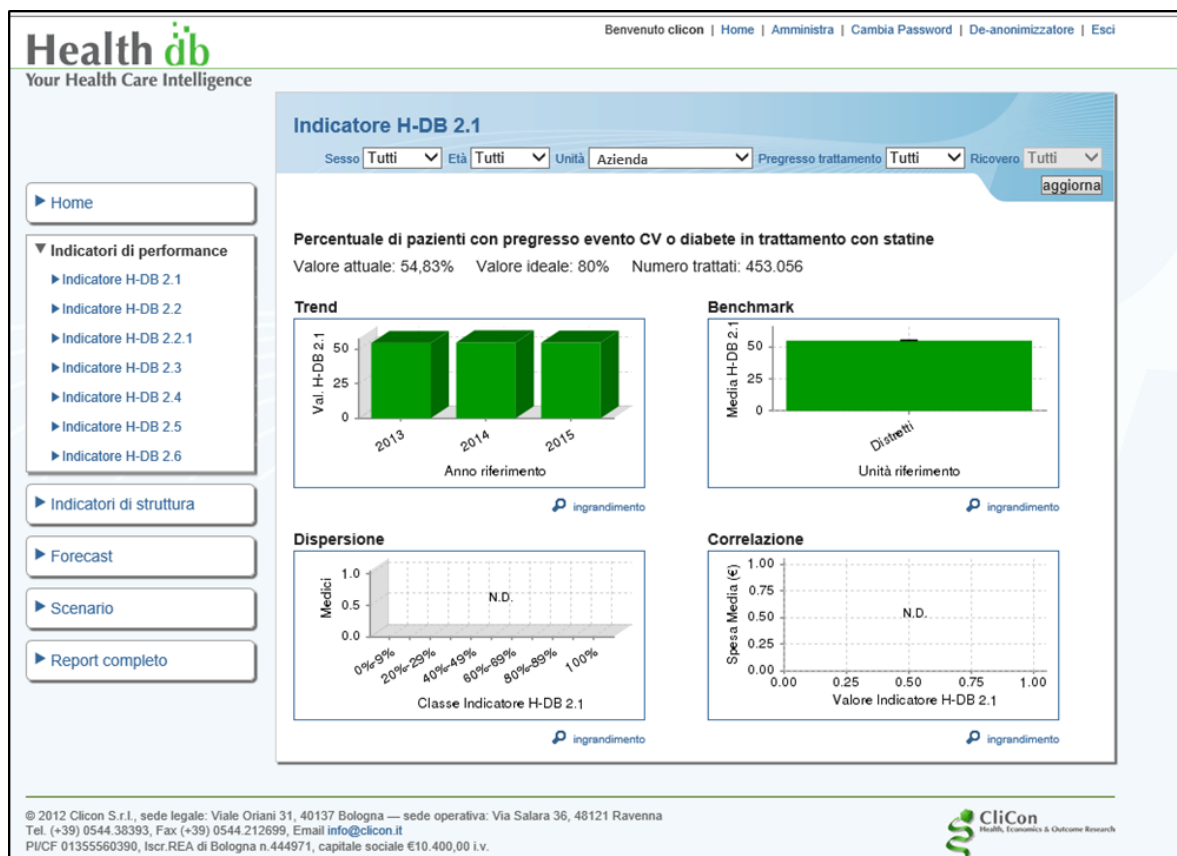 Health db
Your Health Care Intelligence
Benvenuto clicon | Home | Amministra | Cambia Password | De-anonimizzatore | Esci
Indicatore H-DB 2.1
Sesso Tutti Età Tutti Unità Azienda Pregresso trattamento Tutti Ricovero Tutti
aggiorna
Home
Indicatori di performance
Indicatore H-DB 2.1
Indicatore H-DB 2.2
Indicatore H-DB 2.2.1
Indicatore H-DB 2.3
Indicatore H-DB 2.4
Indicatore H-DB 2.5
Indicatore H-DB 2.6
Indicatori di struttura
Forecast
Scenario
Report completo
Percentuale di pazienti con pregresso evento CV o diabete in trattamento con statine
Valore attuale: 54,83% Valore ideale: 80% Numero trattati: 453.056
Trend
Val. H-DB 2.1
50
25
0
2013 2014 2015
Anno riferimento
ingrandimento
Benchmark
Media H-DB 2.1
50
25
0
Distretti
Unità riferimento
ingrandimento
Dispersione
Medici
1.0
0.5
0.0
N.D.
0%-9% 20%-29% 40%-49% 60%-69% 80%-89% 100%
Classe Indicatore H-DB 2.1
ingrandimento
Correlazione
Spesa Media (€)
1.00
0.75
0.50
0.25
0.00
N.D.
0.00 0.25 0.50 0.75 1.00
Valore Indicatore H-DB 2.1
ingrandimento
© 2012 Clicon S.r.l., sede legale: Viale Oriani 31, 40137 Bologna — sede operativa: Via Salara 36, 48121 Ravenna
Tel. (+39) 0544.38393, Fax (+39) 0544.212699, Email info@clicon.it
PI/CF 01355560390, Iscr.REA di Bologna n.444971, capitale sociale €10.400,00 i.v.
CliCon
Health, Economics & Outcome Research